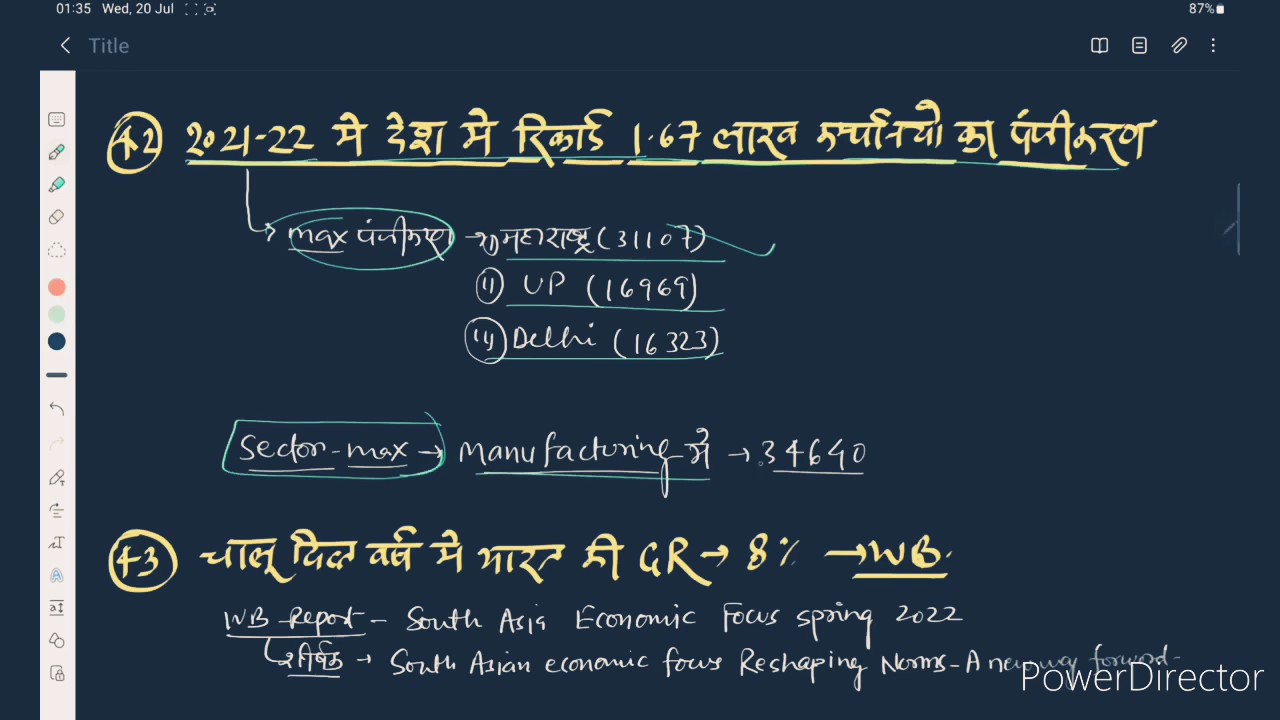 01:35 Wed, 20 Jul 87%
Title
42 2021-22 में देश में रिकार्ड 1.67 लाख कम्पनियो का पंजीकरण
max पंजीकरण → (i) महाराष्ट्र (31107)
(ii) UP (16969)
(iii) Delhi (16323)
Sector-max → Manufacturing में → 34640
43 चालू वित्त वर्ष में भारत की GR → 8% → WB.
WB Report - South Asia Economic Focus spring 2022
शीर्षक → South Asian economic focus Reshaping Norms - A new way forward -
PowerDirector